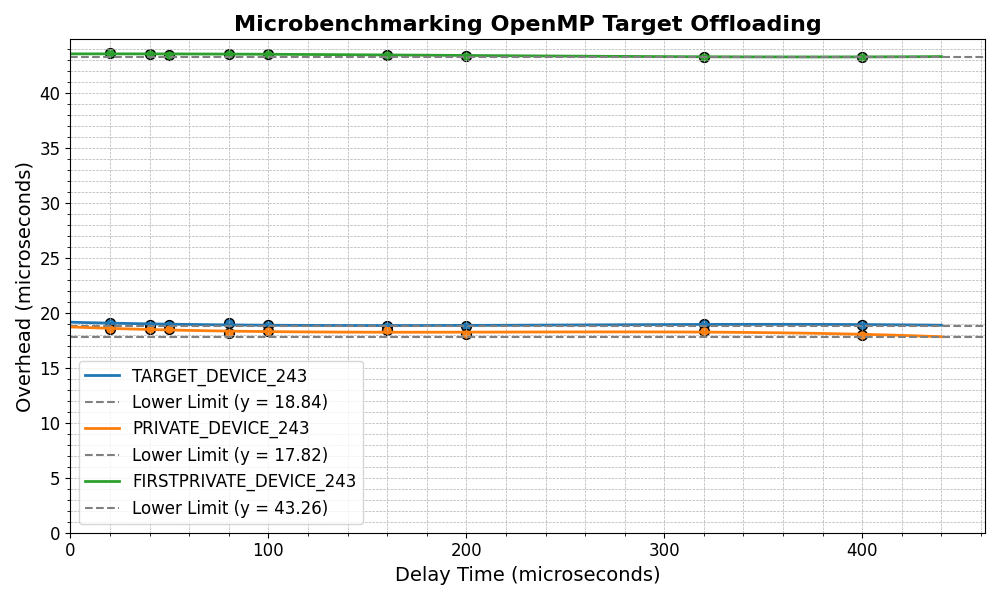 Microbenchmarking OpenMP Target Offloading
Overhead (microseconds)
40
35
30
25
20
15
10
5
0
TARGET_DEVICE_243
Lower Limit (y = 18.84)
PRIVATE_DEVICE_243
Lower Limit (y = 17.82)
FIRSTPRIVATE_DEVICE_243
Lower Limit (y = 43.26)
0 100 200 300 400
Delay Time (microseconds)